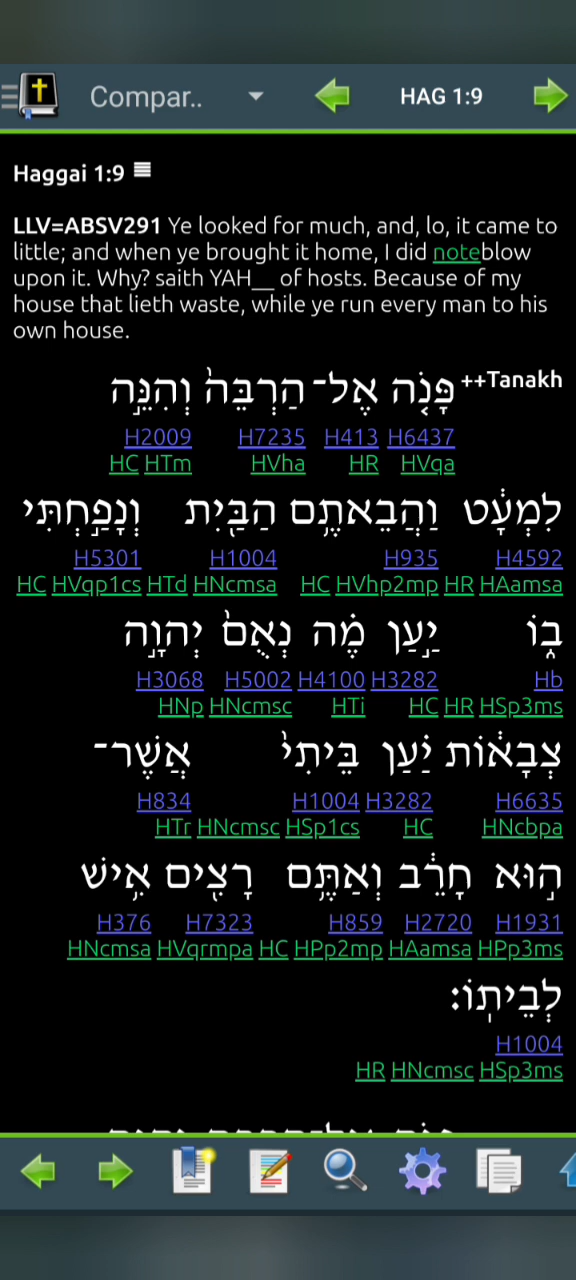 Compar..
HAG 1:9
Haggai 1:9
LLV=ABSV291 Ye looked for much, and, lo, it came to
little; and when ye brought it home, I did noteblow
upon it. Why? saith YAH__ of hosts. Because of my
house that lieth waste, while ye run every man to his
own house.
++Tanakh פָּנֹ֤ה אֶל־הַרְבֵּה֙ וְהִנֵּ֣ה
H2009 H7235 H413 H6437
HC HTm HVha HR HVqa
לִמְעָ֔ט וַהֲבֵאתֶ֥ם הַבַּ֖יִת וְנָפַ֣חְתִּי
H5301 H1004 H935 H4592
HC HVqp1cs HTd HNcmsa HC HVhp2mp HR HAamsa
ב֑וֹ יַ֣עַן מֶ֗ה נְאֻם֙ יְהוָ֣ה
H3068 H5002 H4100 H3282 Hb
HNp HNcmsc HTi HC HR HSp3ms
צְבָא֔וֹת יַ֗עַן בֵּיתִי֙ אֲשֶׁר־
H834 H1004 H3282 H6635
HTr HNcmsc HSp1cs HC HNcbpa
ה֣וּא חָרֵ֔ב וְאַתֶּ֥ם רָצִ֖ים אִ֥ישׁ
H376 H7323 H859 H2720 H1931
HNcmsa HVqrmpa HC HPp2mp HAamsa HPp3ms
לְבֵיתֽוֹ׃
H1004
HR HNcmsc HSp3ms